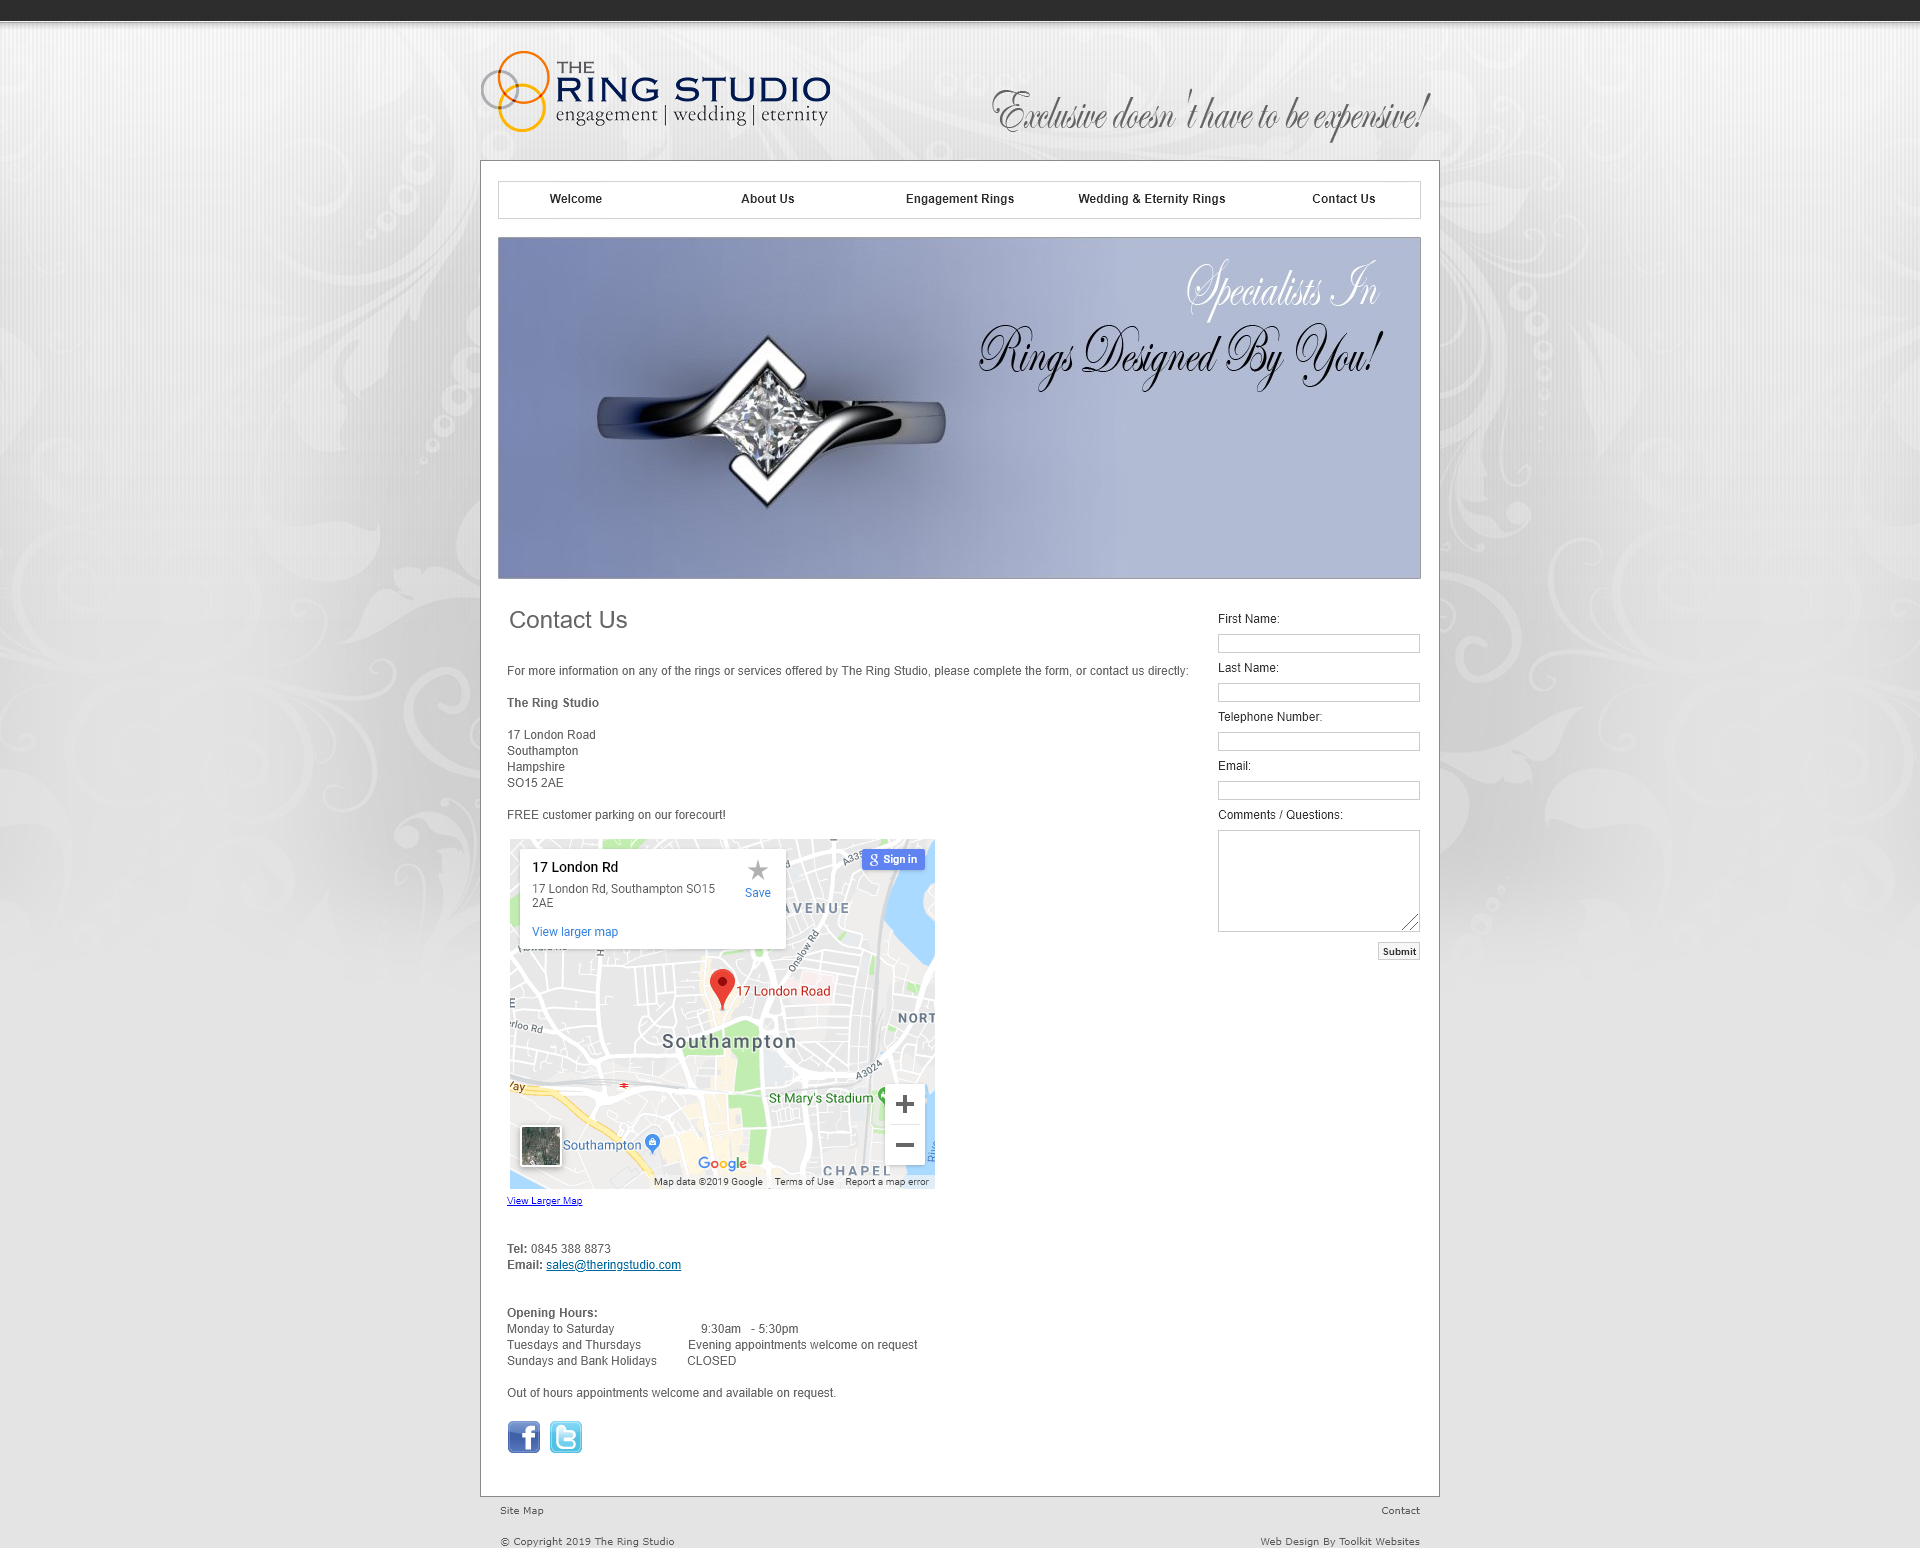 THE
RING STUDIO
engagement | wedding | eternity
Exclusive doesn't have to be expensive!
Welcome
About Us
Engagement Rings
Wedding & Eternity Rings
Contact Us
Specialists In
Rings Designed By You!
Contact Us
For more information on any of the rings or services offered by The Ring Studio, please complete the form, or contact us directly:
The Ring Studio
17 London Road
Southampton
Hampshire
SO15 2AE
FREE customer parking on our forecourt!
17 London Rd
17 London Rd, Southampton SO15
2AE
Save
View larger map
Sign in
AVENUE
Onslow Rd
17 London Road
NORT
Southampton
A3024
St Mary's Stadium
Southampton
Google
CHAPEL
Map data ©2019 Google
Terms of Use
Report a map error
View Larger Map
Tel: 0845 388 8873
Email: sales@theringstudio.com
Opening Hours:
Monday to Saturday 9:30am - 5:30pm
Tuesdays and Thursdays Evening appointments welcome on request
Sundays and Bank Holidays CLOSED
Out of hours appointments welcome and available on request.
First Name:
Last Name:
Telephone Number:
Email:
Comments / Questions:
Submit
Site Map
Contact
© Copyright 2019 The Ring Studio
Web Design By Toolkit Websites